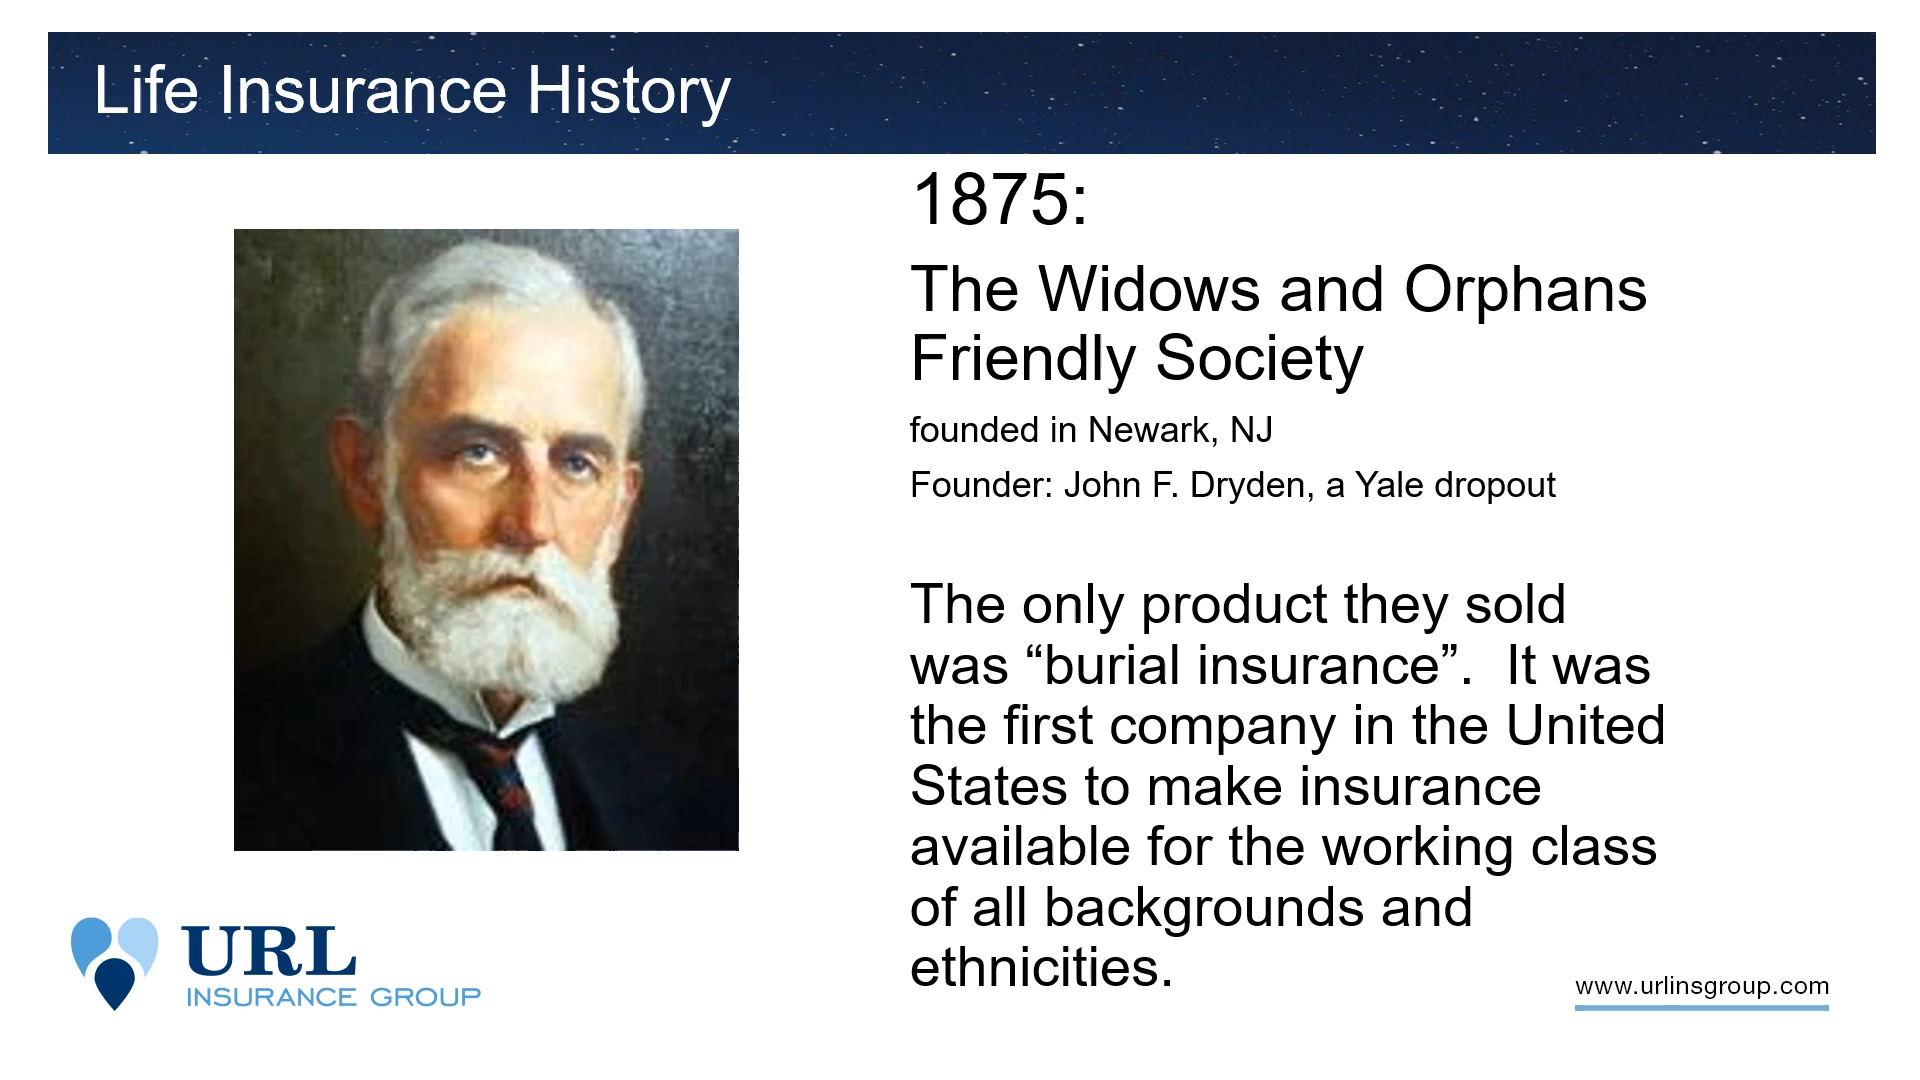 Life Insurance History
1875:
The Widows and Orphans
Friendly Society
founded in Newark, NJ
Founder: John F. Dryden, a Yale dropout
The only product they sold
was “burial insurance”.  It was
the first company in the United
States to make insurance
available for the working class
of all backgrounds and
ethnicities.
URL
INSURANCE GROUP
www.urlinsgroup.com